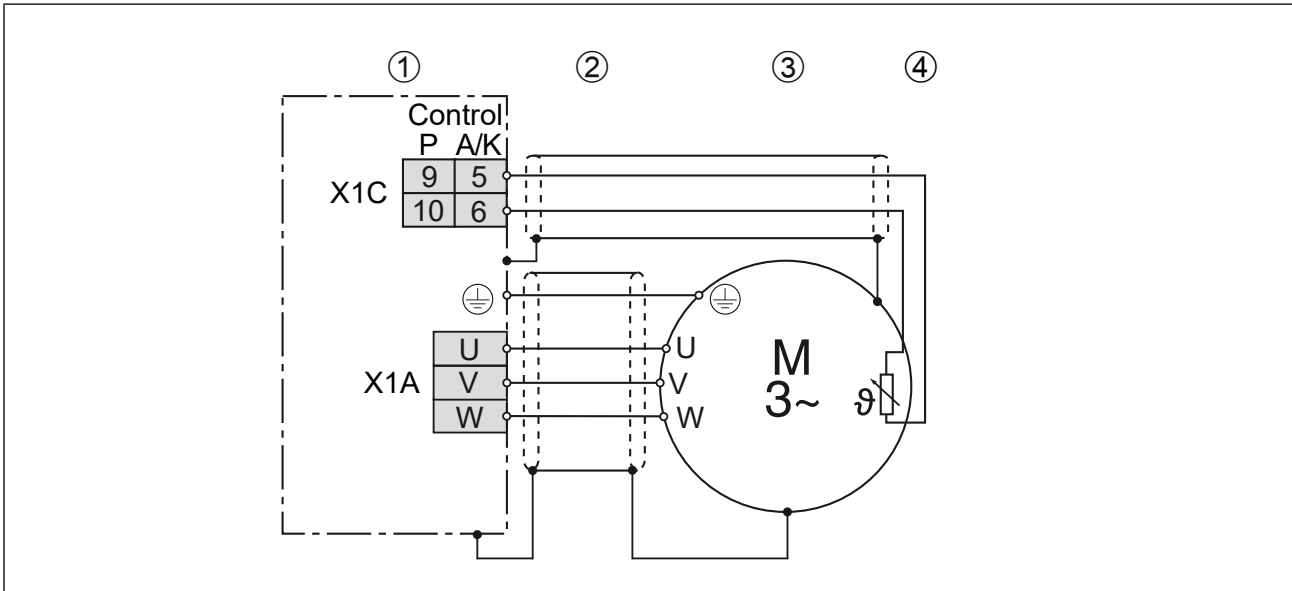 ① ② ③ ④
Control
P A/K
X1C 9 5
10 6
U U
X1A V V
W W
M
3~
ϑ